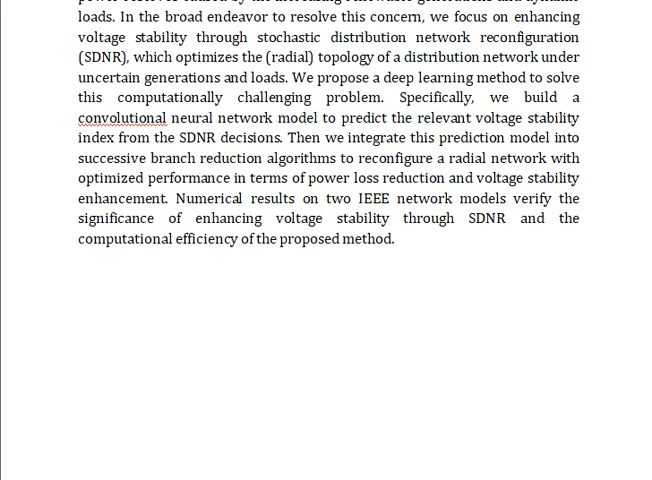 power reserves caused by the increasing renewable generations and dynamic
loads. In the broad endeavor to resolve this concern, we focus on enhancing
voltage stability through stochastic distribution network reconfiguration
(SDNR), which optimizes the (radial) topology of a distribution network under
uncertain generations and loads. We propose a deep learning method to solve
this computationally challenging problem. Specifically, we build a
convolutional neural network model to predict the relevant voltage stability
index from the SDNR decisions. Then we integrate this prediction model into
successive branch reduction algorithms to reconfigure a radial network with
optimized performance in terms of power loss reduction and voltage stability
enhancement. Numerical results on two IEEE network models verify the
significance of enhancing voltage stability through SDNR and the
computational efficiency of the proposed method.